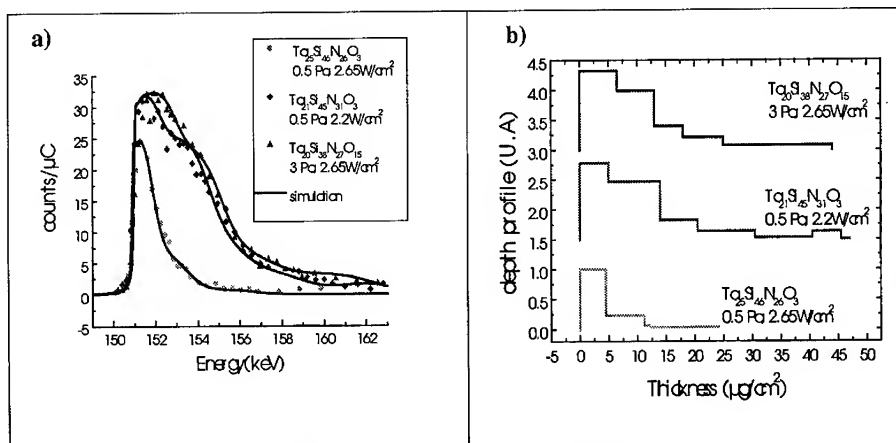 a)
Ta25Si46N26O3
0.5 Pa 2.65W/cm²
Ta21Si45N31O3
0.5 Pa 2.2W/cm²
Ta20Si38N27O15
3 Pa 2.65W/cm²
simulation
counts/µC
35
30
25
20
15
10
5
0
-5
150 152 154 156 158 160 162
Energy(keV)
b)
depth profile (U.A)
4.5
4.0
3.5
3.0
2.5
2.0
1.5
1.0
0.5
0.0
Ta20Si38N27O15
3 Pa 2.65W/cm²
Ta21Si45N31O3
0.5 Pa 2.2W/cm²
Ta25Si46N26O3
0.5 Pa 2.65W/cm²
-5 0 5 10 15 20 25 30 35 40 45 50
Thickness (µg/cm²)